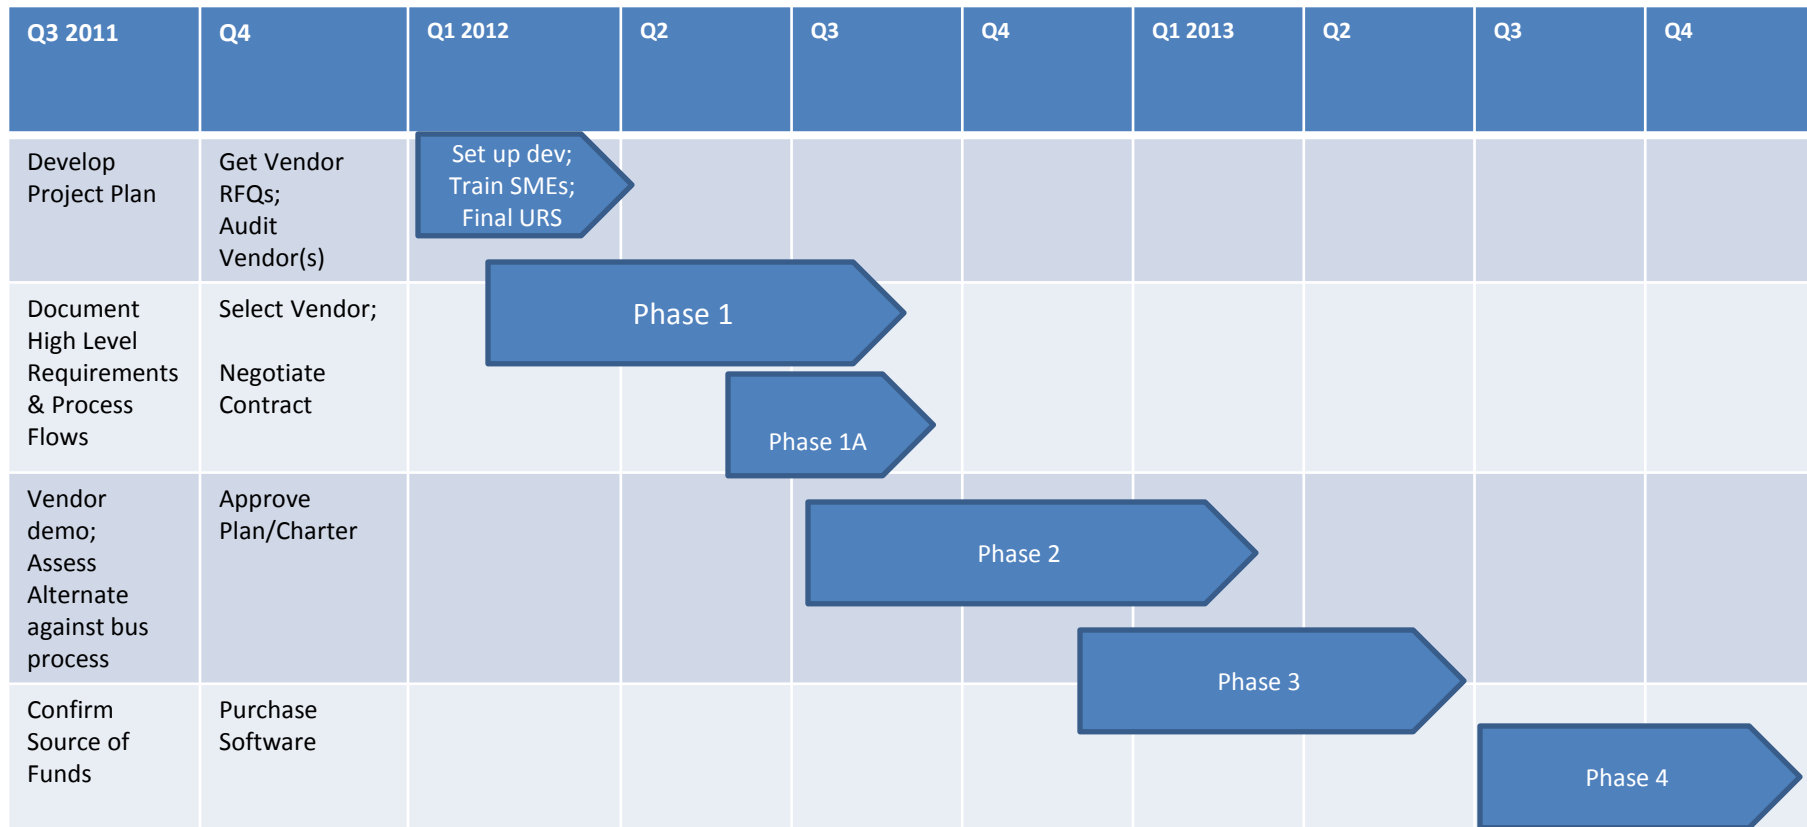 Q3 2011
Q4
Q1 2012
Q2
Q3
Q4
Q1 2013
Q2
Q3
Q4
Develop
Project Plan
Get Vendor
RFQs;
Audit
Vendor(s)
Set up dev;
Train SMEs;
Final URS
Document
High Level
Requirements
& Process
Flows
Select Vendor;
Negotiate
Contract
Phase 1
Phase 1A
Vendor
demo;
Assess
Alternate
against bus
process
Approve
Plan/Charter
Phase 2
Phase 3
Confirm
Source of
Funds
Purchase
Software
Phase 4